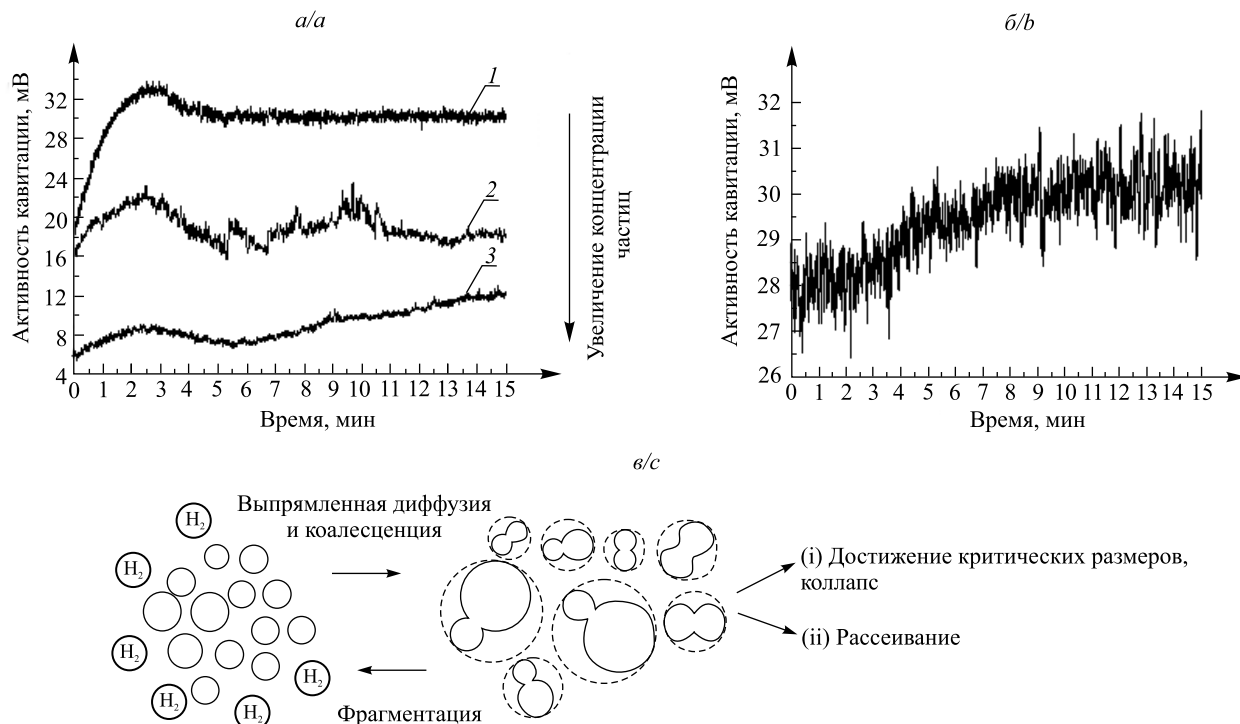 а/a
Активность кавитации, мВ
32
28
24
20
16
12
8
4
1
2
3
0 1 2 3 4 5 6 7 8 9 10 11 12 13 14 15
Время, мин
Увеличение концентрации
частиц
б/b
Активность кавитации, мВ
32
31
30
29
28
27
26
0 1 2 3 4 5 6 7 8 9 10 11 12 13 14 15
Время, мин
в/c
Выпрямленная диффузия
и коалесценция
H₂
H₂
H₂
H₂
H₂
H₂
Фрагментация
(i) Достижение критических размеров,
коллапс
(ii) Рассеивание